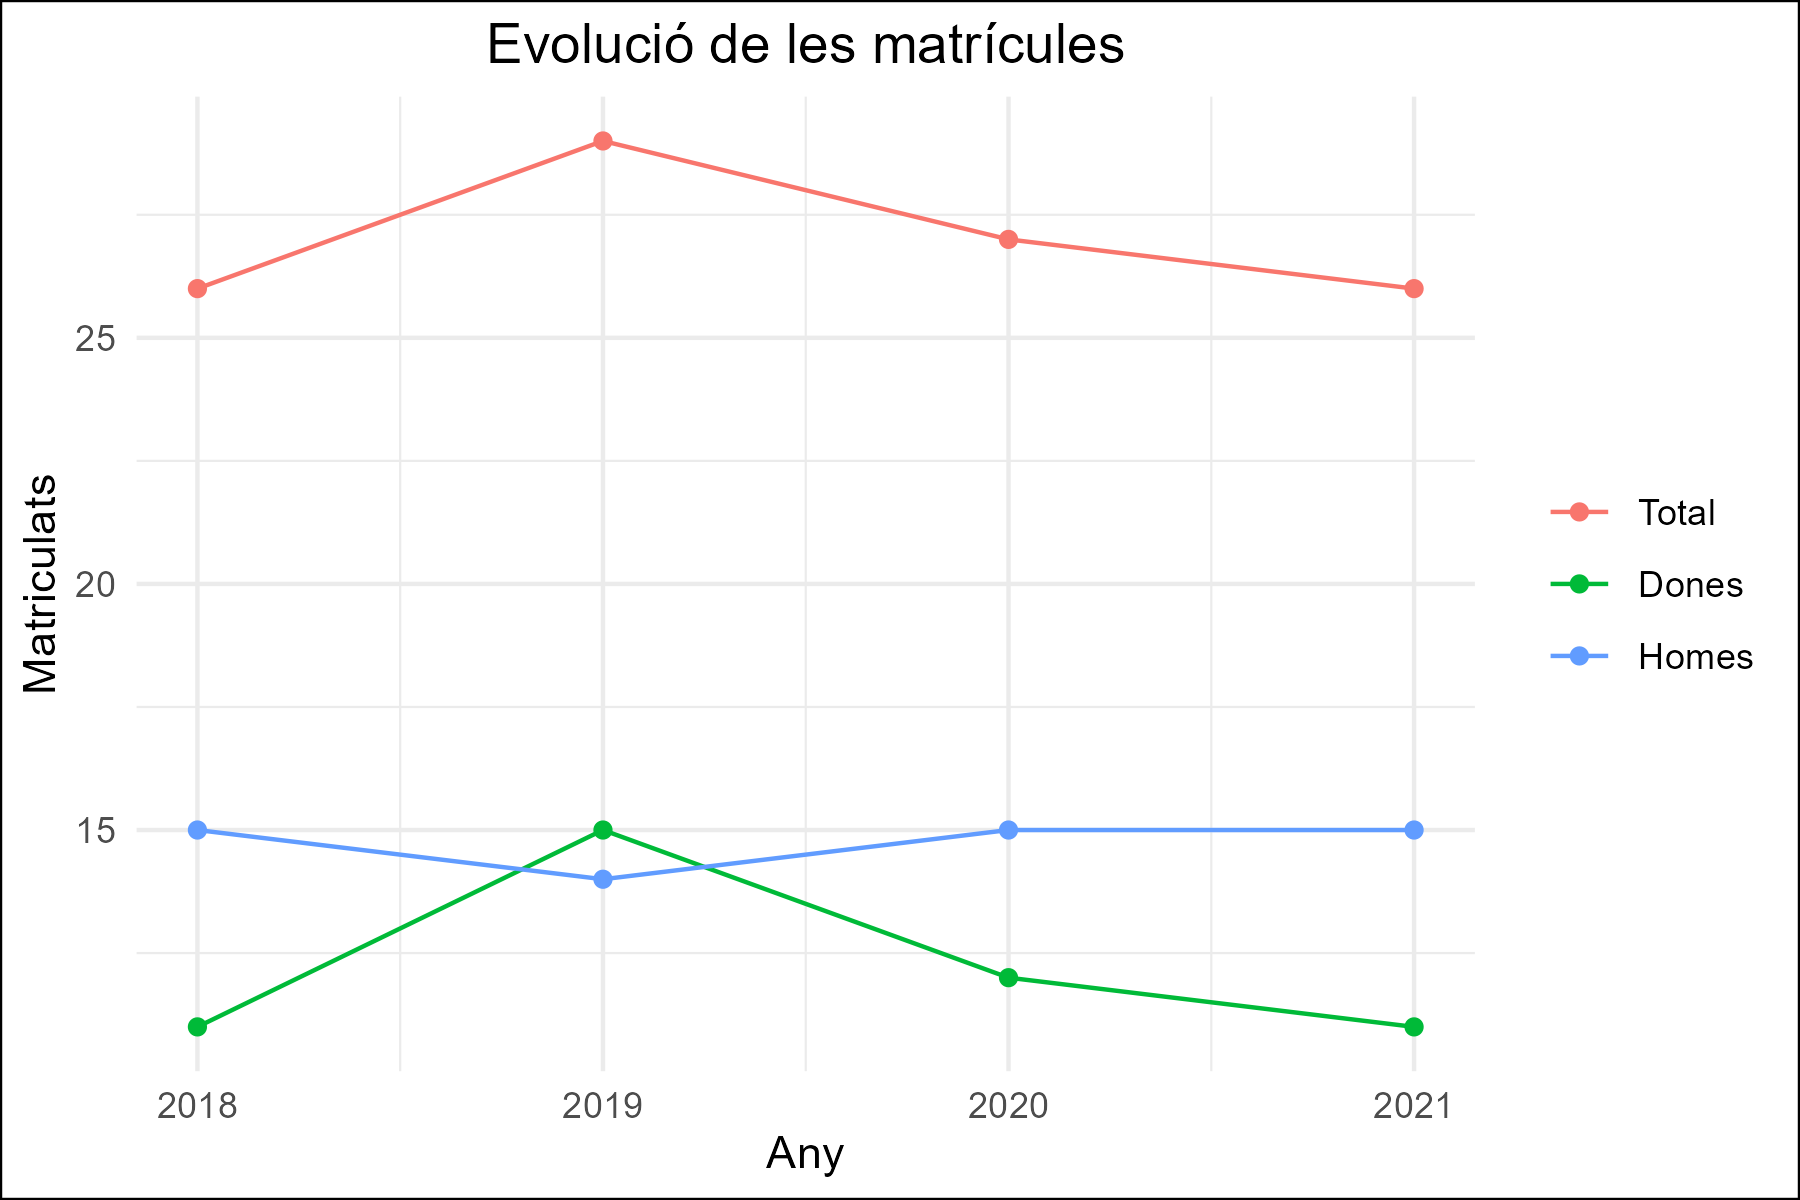 Evolució de les matrícules
Matriculats
25
20
15
2018 2019 2020 2021
Any
Total
Dones
Homes